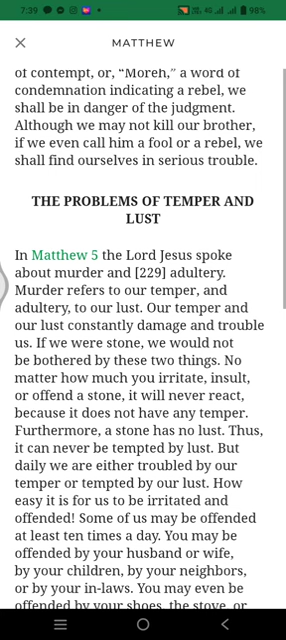 7:39
4G
98%
MATTHEW
of contempt, or, “Moreh,” a word of
condemnation indicating a rebel, we
shall be in danger of the judgment.
Although we may not kill our brother,
if we even call him a fool or a rebel, we
shall find ourselves in serious trouble.
THE PROBLEMS OF TEMPER AND
LUST
In Matthew 5 the Lord Jesus spoke
about murder and [229] adultery.
Murder refers to our temper, and
adultery, to our lust. Our temper and
our lust constantly damage and trouble
us. If we were stone, we would not
be bothered by these two things. No
matter how much you irritate, insult,
or offend a stone, it will never react,
because it does not have any temper.
Furthermore, a stone has no lust. Thus,
it can never be tempted by lust. But
daily we are either troubled by our
temper or tempted by our lust. How
easy it is for us to be irritated and
offended! Some of us may be offended
at least ten times a day. You may be
offended by your husband or wife,
by your children, by your neighbors,
or by your in-laws. You may even be
offended by your shoes, the stove, or